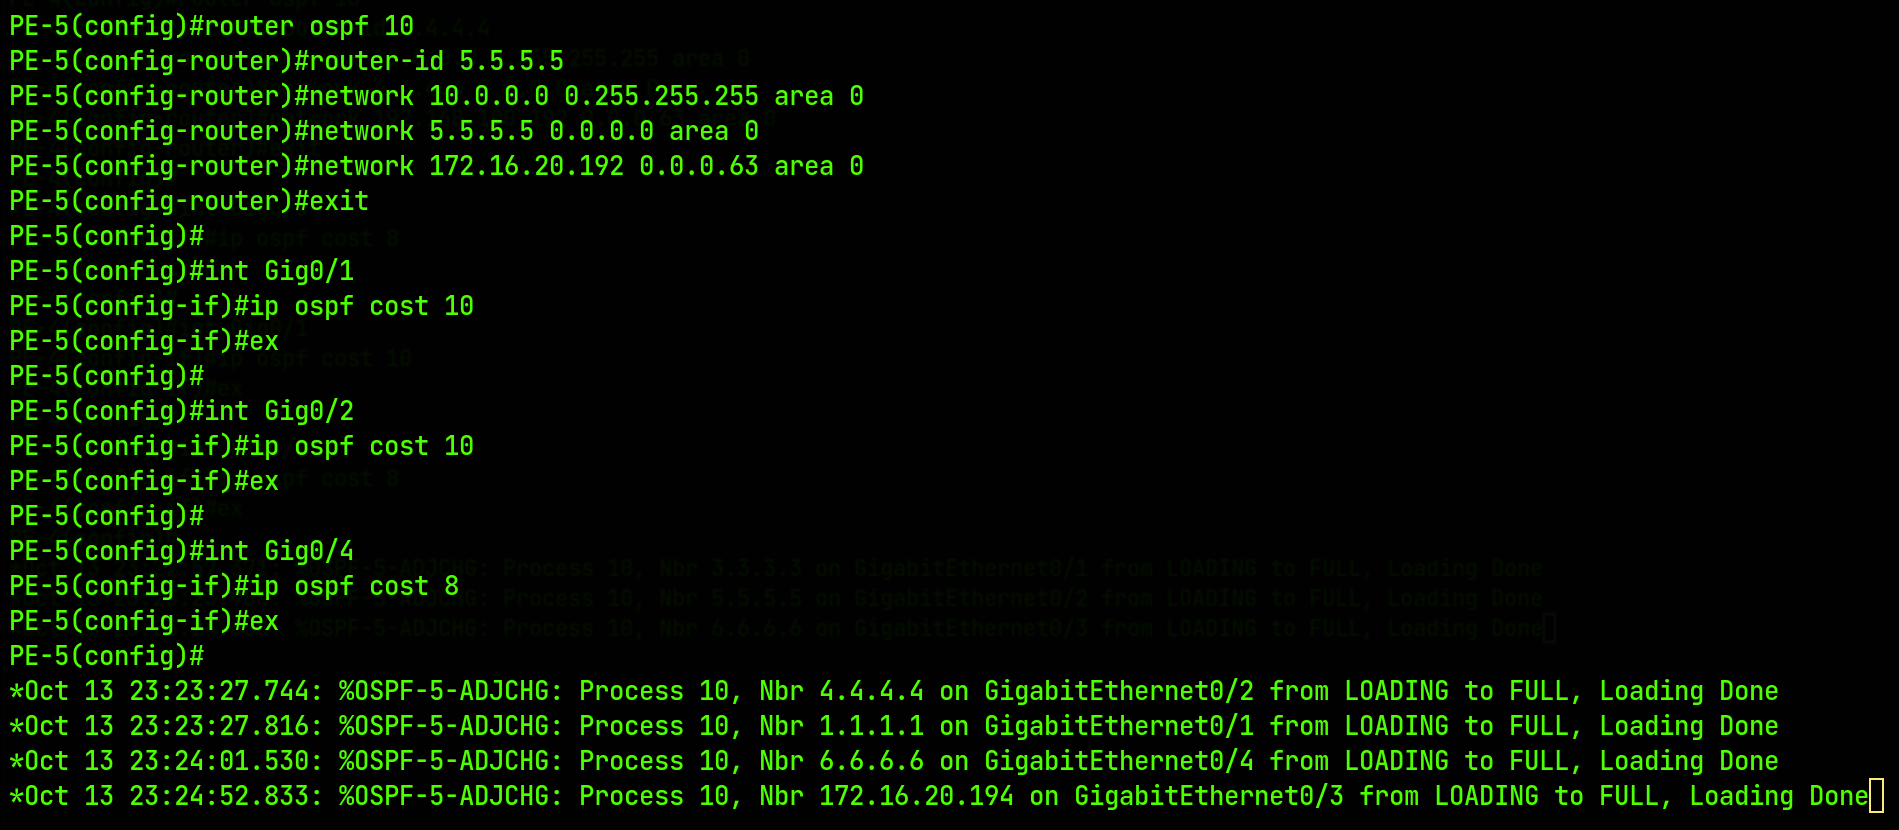 PE-5(config)#router ospf 10
PE-5(config-router)#router-id 5.5.5.5
PE-5(config-router)#network 10.0.0.0 0.255.255.255 area 0
PE-5(config-router)#network 5.5.5.5 0.0.0.0 area 0
PE-5(config-router)#network 172.16.20.192 0.0.0.63 area 0
PE-5(config-router)#exit
PE-5(config)#
PE-5(config)#int Gig0/1
PE-5(config-if)#ip ospf cost 10
PE-5(config-if)#ex
PE-5(config)#
PE-5(config)#int Gig0/2
PE-5(config-if)#ip ospf cost 10
PE-5(config-if)#ex
PE-5(config)#
PE-5(config)#int Gig0/4
PE-5(config-if)#ip ospf cost 8
PE-5(config-if)#ex
PE-5(config)#
*Oct 13 23:23:27.744: %OSPF-5-ADJCHG: Process 10, Nbr 4.4.4.4 on GigabitEthernet0/2 from LOADING to FULL, Loading Done
*Oct 13 23:23:27.816: %OSPF-5-ADJCHG: Process 10, Nbr 1.1.1.1 on GigabitEthernet0/1 from LOADING to FULL, Loading Done
*Oct 13 23:24:01.530: %OSPF-5-ADJCHG: Process 10, Nbr 6.6.6.6 on GigabitEthernet0/4 from LOADING to FULL, Loading Done
*Oct 13 23:24:52.833: %OSPF-5-ADJCHG: Process 10, Nbr 172.16.20.194 on GigabitEthernet0/3 from LOADING to FULL, Loading Done